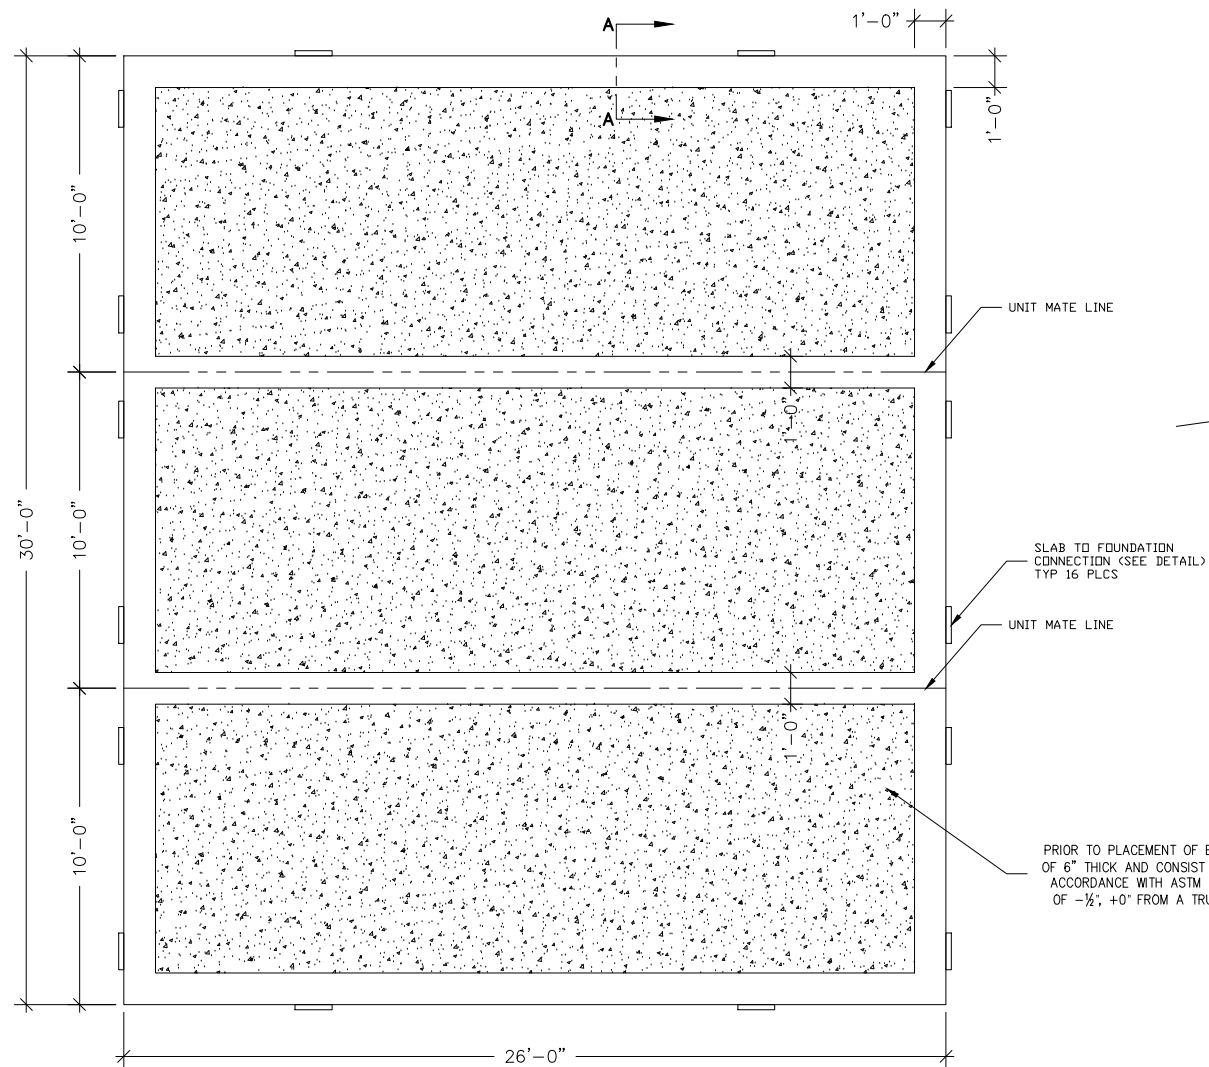 A
1'-0"
A
1'-0"
10'-0"
UNIT MATE LINE
1'-0"
30'-0"
10'-0"
SLAB TO FOUNDATION
CONNECTION (SEE DETAIL)
TYP 16 PLCS
UNIT MATE LINE
1'-0"
10'-0"
PRIOR TO PLACEMENT OF
OF 6" THICK AND CONSIST
ACCORDANCE WITH ASTM
OF -½", +0" FROM A
26'-0"